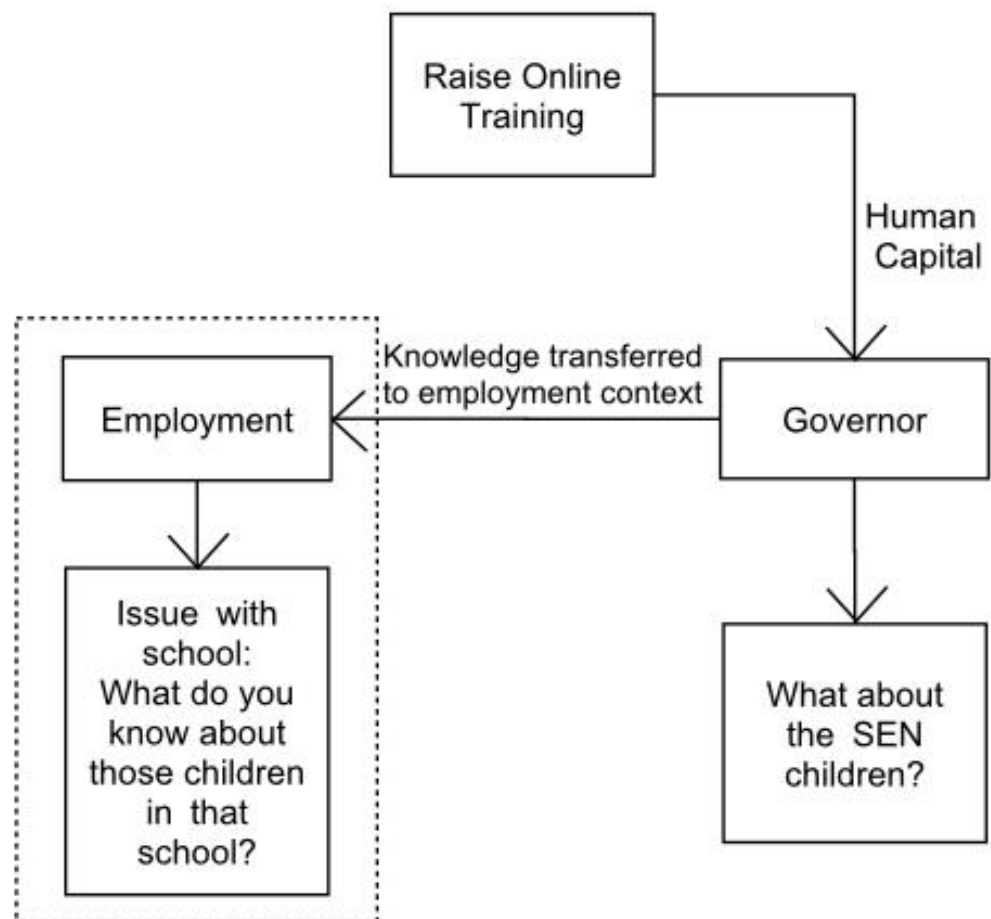 Raise Online
Training
Human
Capital
Knowledge transferred
to employment context
Employment
Governor
Issue with
school:
What do you
know about
those children
in that
school?
What about
the SEN
children?